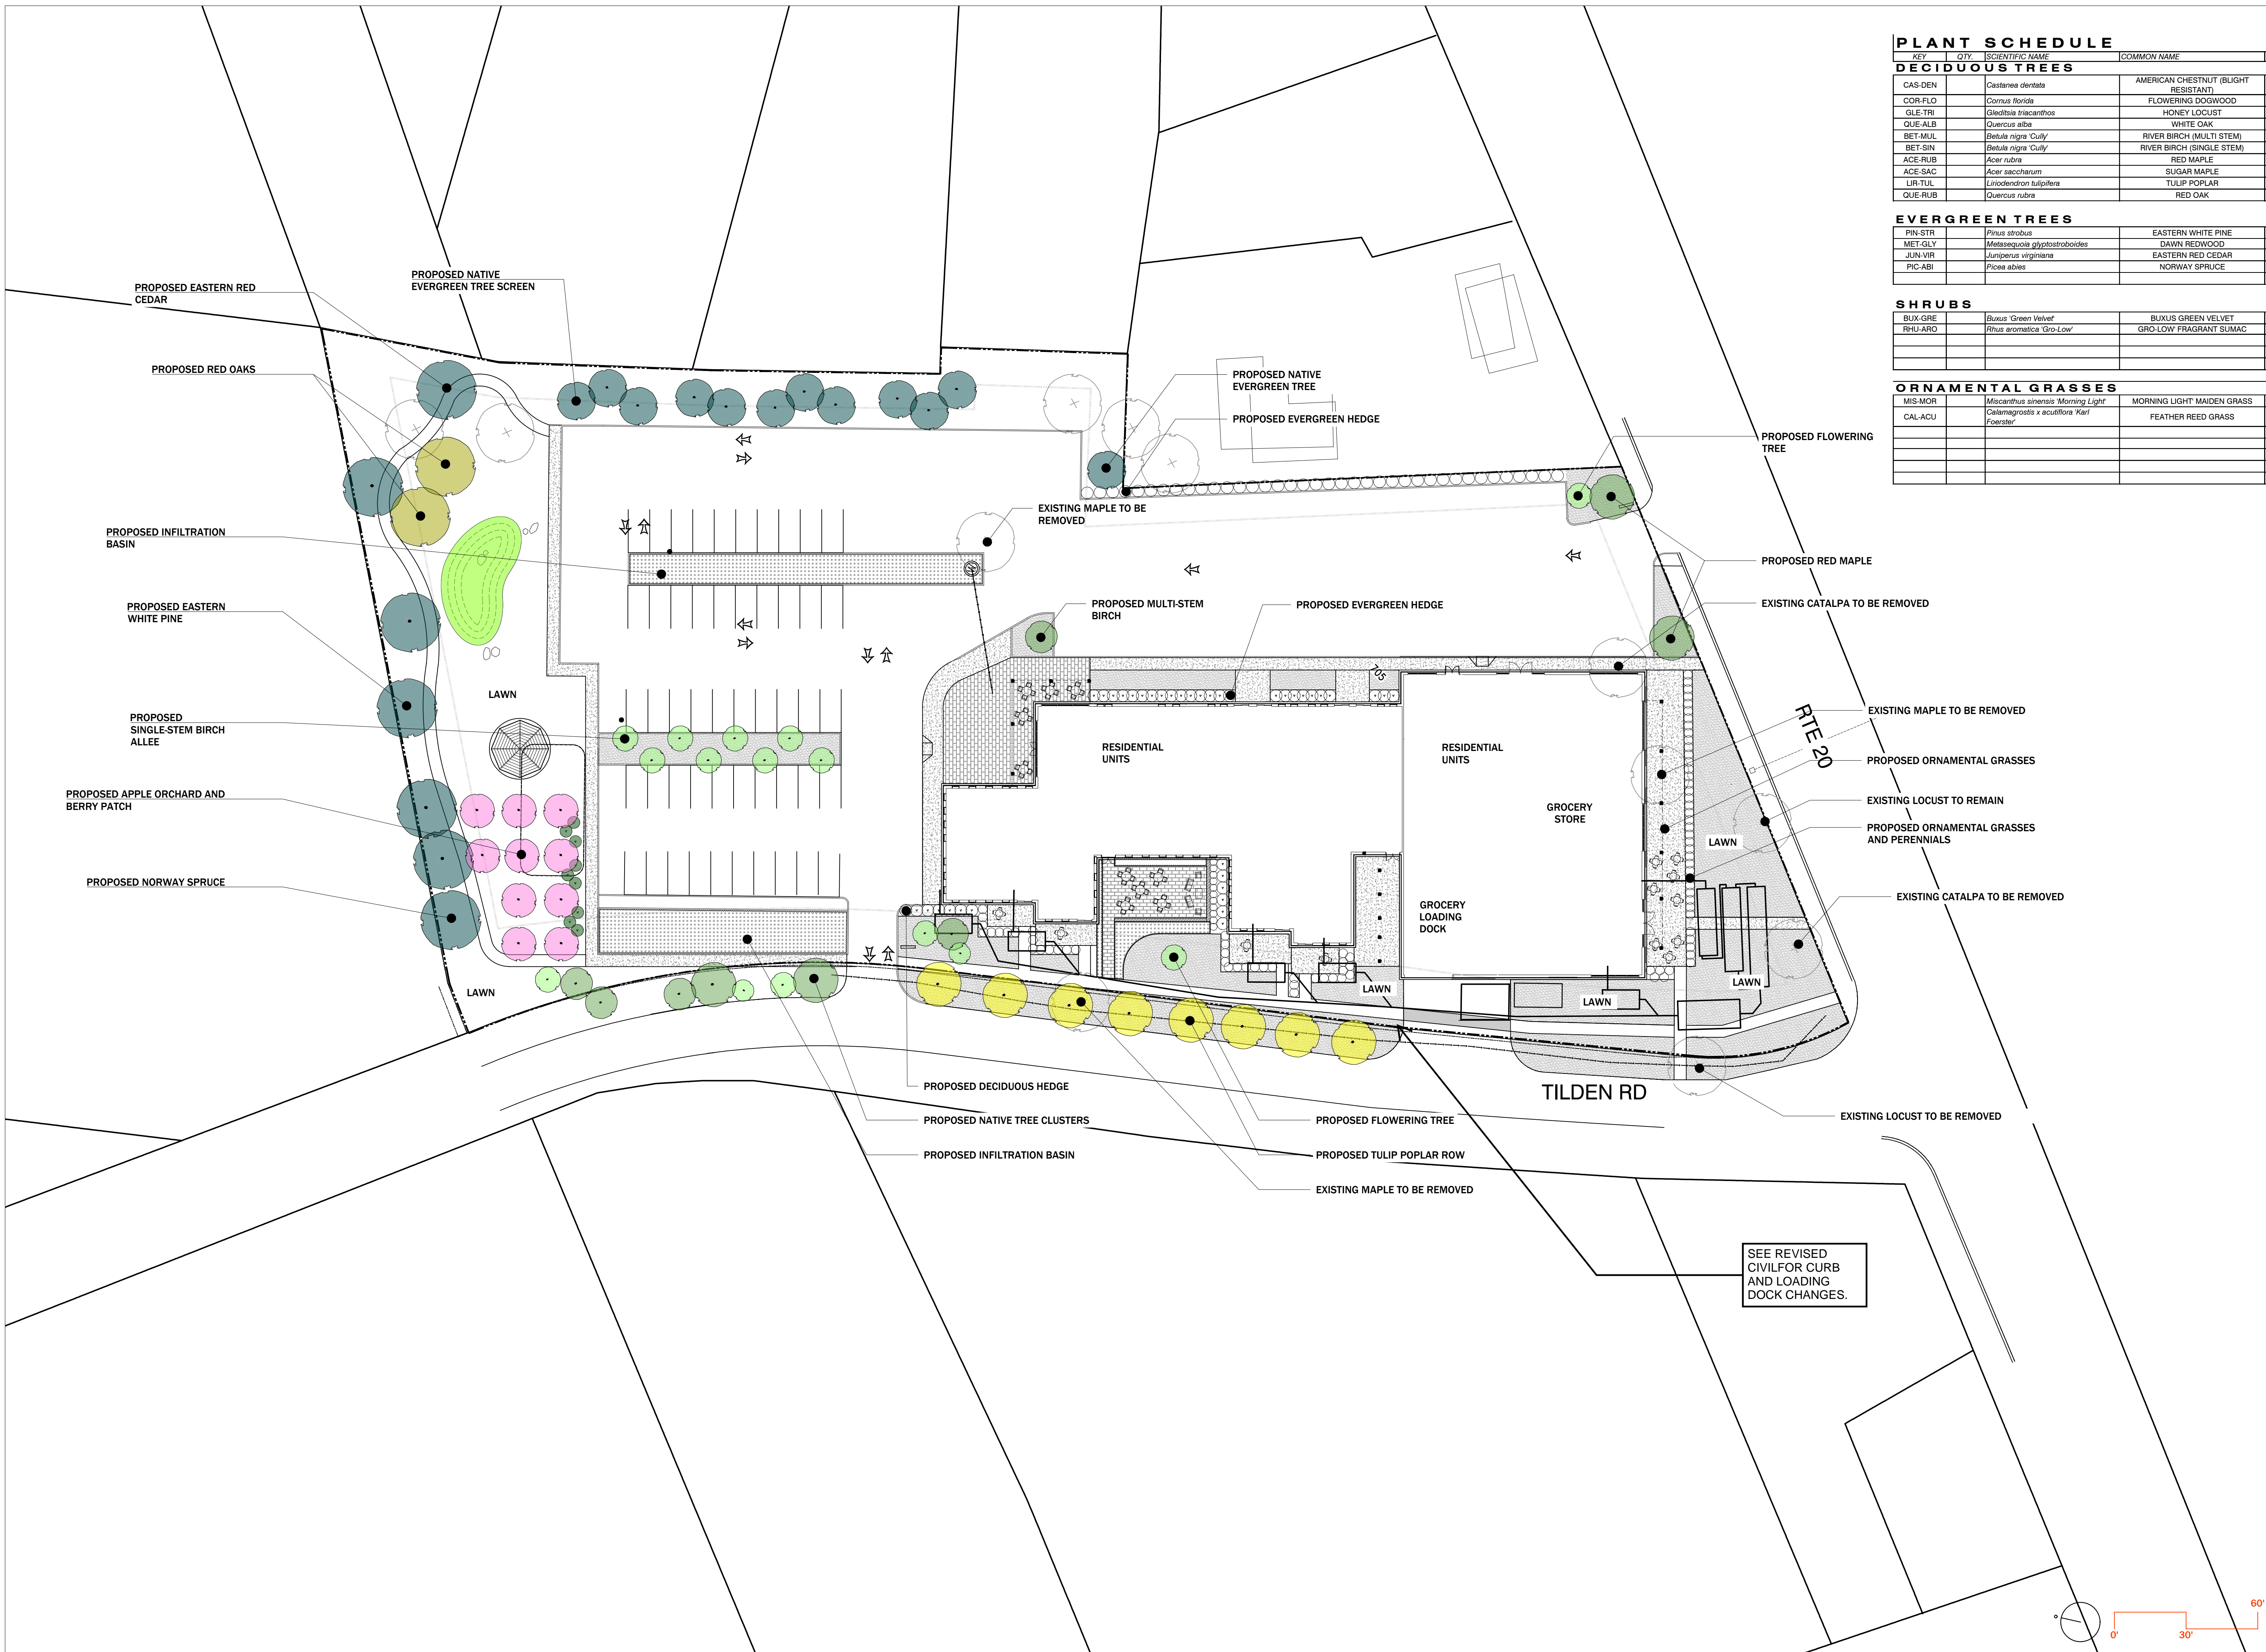 PLANT SCHEDULE
KEY QTY. SCIENTIFIC NAME COMMON NAME
DECIDUOUS TREES
CAS-DEN Castanea dentata AMERICAN CHESTNUT (BLIGHT
RESISTANT)
COR-FLO Cornus florida FLOWERING DOGWOOD
GLE-TRI Gleditsia triacanthos HONEY LOCUST
QUE-ALB Quercus alba WHITE OAK
BET-MUL Betula nigra 'Cully' RIVER BIRCH (MULTI STEM)
BET-SIN Betula nigra 'Cully' RIVER BIRCH (SINGLE STEM)
ACE-RUB Acer rubra RED MAPLE
ACE-SAC Acer saccharum SUGAR MAPLE
LIR-TUL Liriodendron tulipifera TULIP POPLAR
QUE-RUB Quercus rubra RED OAK
EVERGREEN TREES
PIN-STR Pinus strobus EASTERN WHITE PINE
MET-GLY Metasequoia glyptostroboides DAWN REDWOOD
JUN-VIR Juniperus virginiana EASTERN RED CEDAR
PIC-ABI Picea abies NORWAY SPRUCE
SHRUBS
BUX-GRE Buxus 'Green Velvet' BUXUS GREEN VELVET
RHU-ARO Rhus aromatica 'Gro-Low' GRO-LOW' FRAGRANT SUMAC
ORNAMENTAL GRASSES
MIS-MOR Miscanthus sinensis 'Morning Light' MORNING LIGHT' MAIDEN GRASS
CAL-ACU Calamagrostis x acutiflora 'Karl
Foerster' FEATHER REED GRASS
PROPOSED NATIVE
EVERGREEN TREE SCREEN
PROPOSED EASTERN RED
CEDAR
PROPOSED RED OAKS
PROPOSED INFILTRATION
BASIN
PROPOSED EASTERN
WHITE PINE
PROPOSED
SINGLE-STEM BIRCH
ALLEE
PROPOSED APPLE ORCHARD AND
BERRY PATCH
PROPOSED NORWAY SPRUCE
LAWN
LAWN
PROPOSED NATIVE
EVERGREEN TREE
PROPOSED EVERGREEN HEDGE
EXISTING MAPLE TO BE
REMOVED
PROPOSED MULTI-STEM
BIRCH
PROPOSED EVERGREEN HEDGE
705
PROPOSED FLOWERING
TREE
PROPOSED RED MAPLE
EXISTING CATALPA TO BE REMOVED
EXISTING MAPLE TO BE REMOVED
RTE 20
PROPOSED ORNAMENTAL GRASSES
EXISTING LOCUST TO REMAIN
PROPOSED ORNAMENTAL GRASSES
AND PERENNIALS
EXISTING CATALPA TO BE REMOVED
RESIDENTIAL
UNITS
RESIDENTIAL
UNITS
GROCERY
STORE
GROCERY
LOADING
DOCK
LAWN
LAWN
LAWN
LAWN
TILDEN RD
PROPOSED DECIDUOUS HEDGE
PROPOSED NATIVE TREE CLUSTERS
PROPOSED INFILTRATION BASIN
PROPOSED FLOWERING TREE
PROPOSED TULIP POPLAR ROW
EXISTING MAPLE TO BE REMOVED
EXISTING LOCUST TO BE REMOVED
SEE REVISED
CIVILFOR CURB
AND LOADING
DOCK CHANGES.
0' 30' 60'